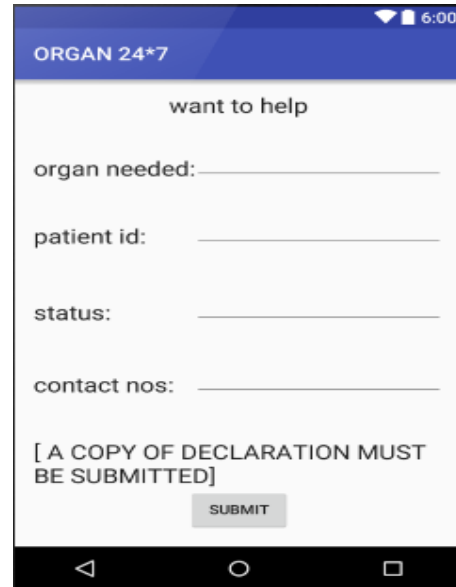 6:00
ORGAN 24*7
want to help
organ needed:
patient id:
status:
contact nos:
[ A COPY OF DECLARATION MUST
BE SUBMITTED]
SUBMIT